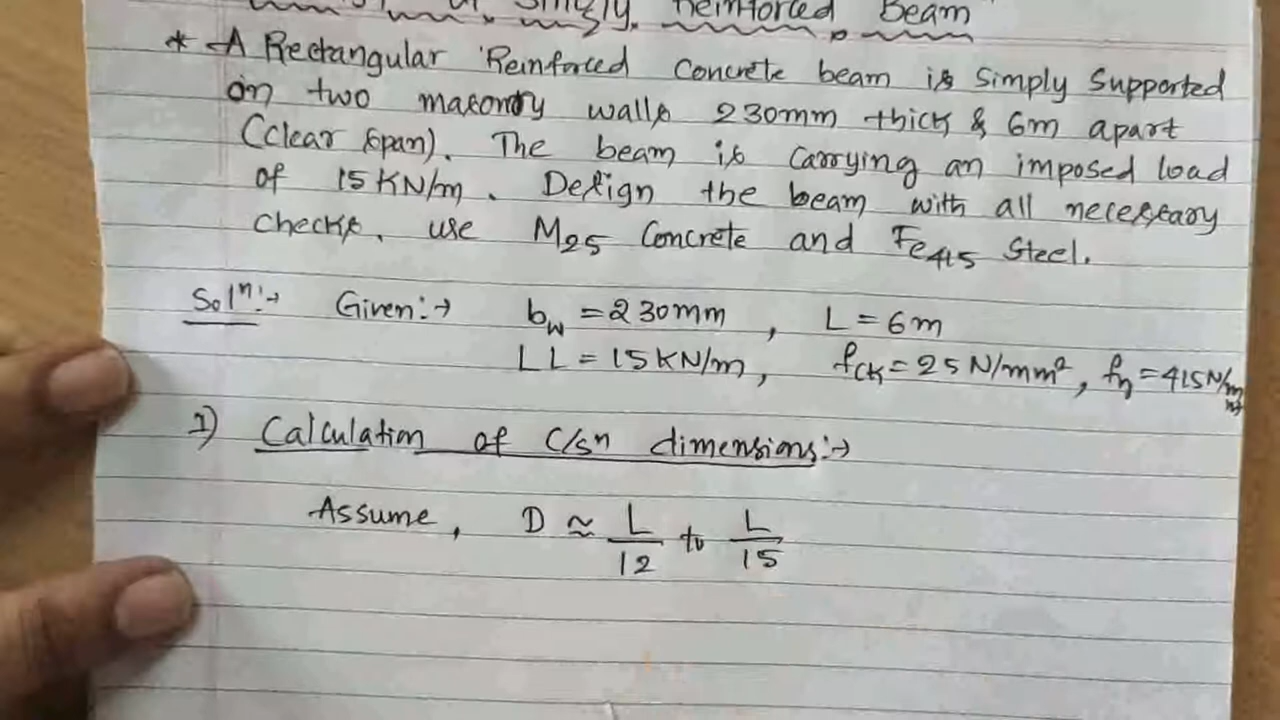 of Singly Reinforced Beam
* A Rectangular Reinforced Concrete beam is Simply Supported
on two masonry walls 230mm thick & 6m apart
(clear span). The beam is carrying an imposed load
of 15 KN/m. Design the beam with all necessary
checks. use M25 Concrete and Fe415 Steel.
Solⁿ:→ Given:→ bw = 230mm, L = 6m
LL = 15KN/m, fck = 25 N/mm², fy = 415N/mm²
1) Calculation of C/sⁿ dimensions:→
Assume, D ≈ L/12 to L/15